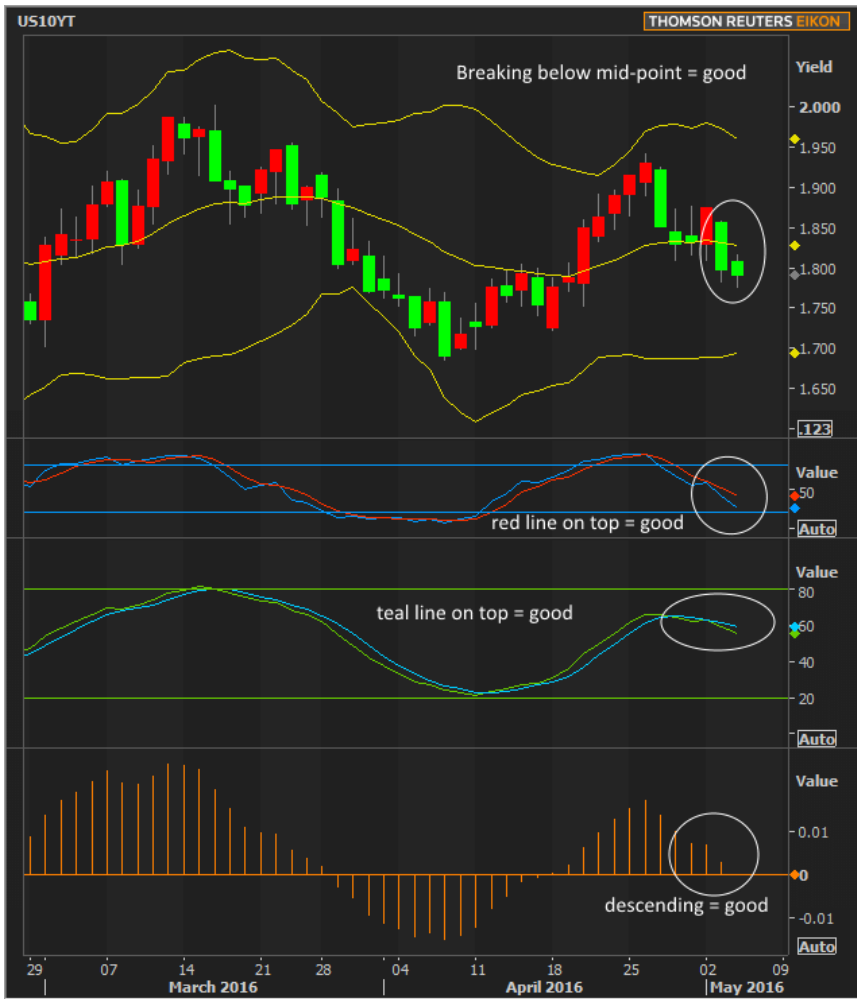 US10YT
THOMSON REUTERS EIKON
Breaking below mid-point = good
Yield
2.000
1.950
1.900
1.850
1.800
1.750
1.700
1.650
.123
Value
50
red line on top = good
Auto
Value
80
teal line on top = good
60
40
20
Auto
Value
0.01
0
descending = good
-0.01
Auto
29 07 14 21 28 04 11 18 25 02 09
March 2016 April 2016 May 2016